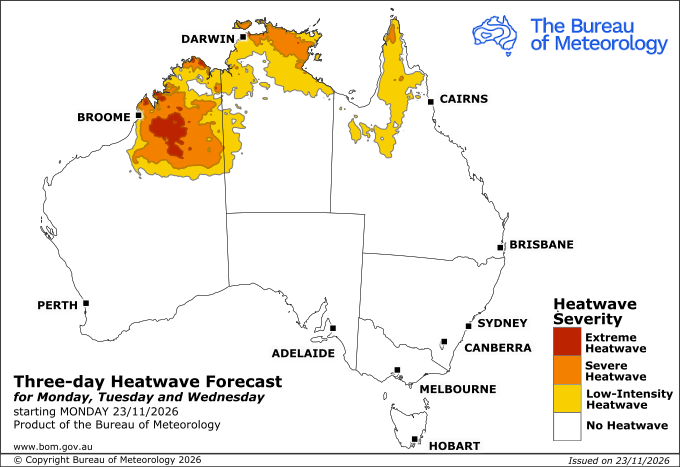 The Bureau
of Meteorology
DARWIN
CAIRNS
BROOME
BRISBANE
PERTH
SYDNEY
CANBERRA
ADELAIDE
MELBOURNE
HOBART
Heatwave
Severity
Extreme
Heatwave
Severe
Heatwave
Low-Intensity
Heatwave
No Heatwave
Three-day Heatwave Forecast
for Monday, Tuesday and Wednesday
starting MONDAY 23/11/2026
Product of the Bureau of Meteorology
www.bom.gov.au
© Copyright Bureau of Meteorology 2026
Issued on 23/11/2026